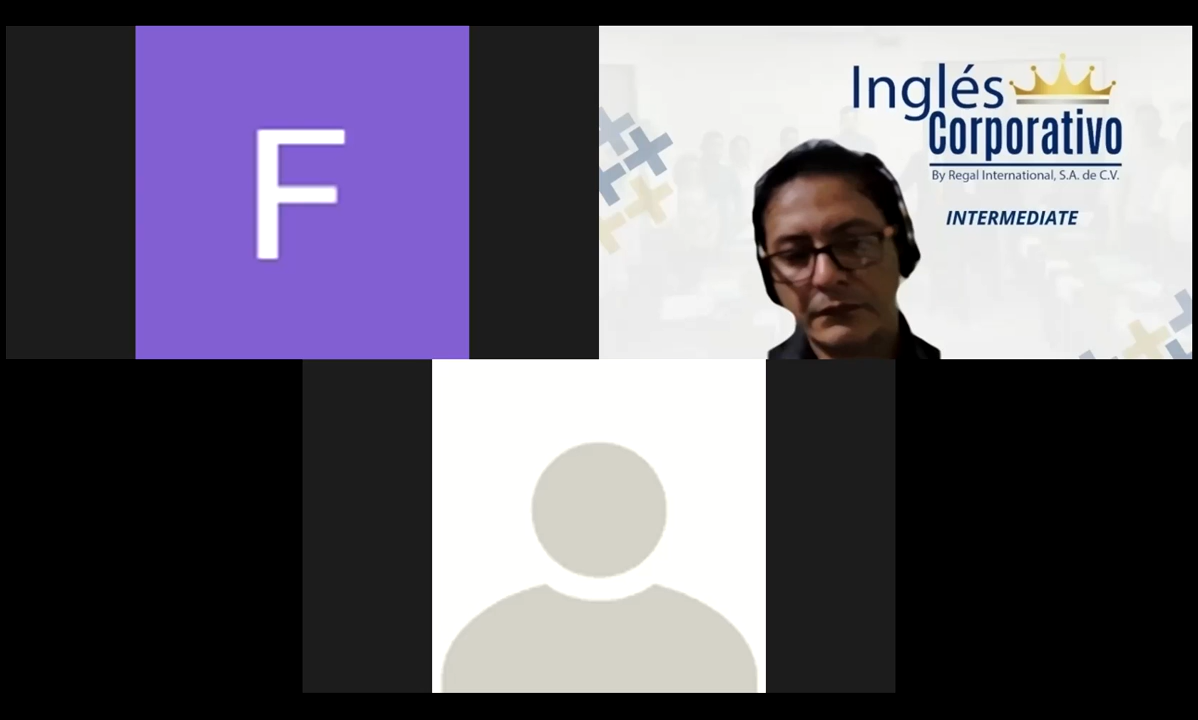 F
Inglés
Corporativo
By Regal International, S.A. de C.V.
INTERMEDIATE